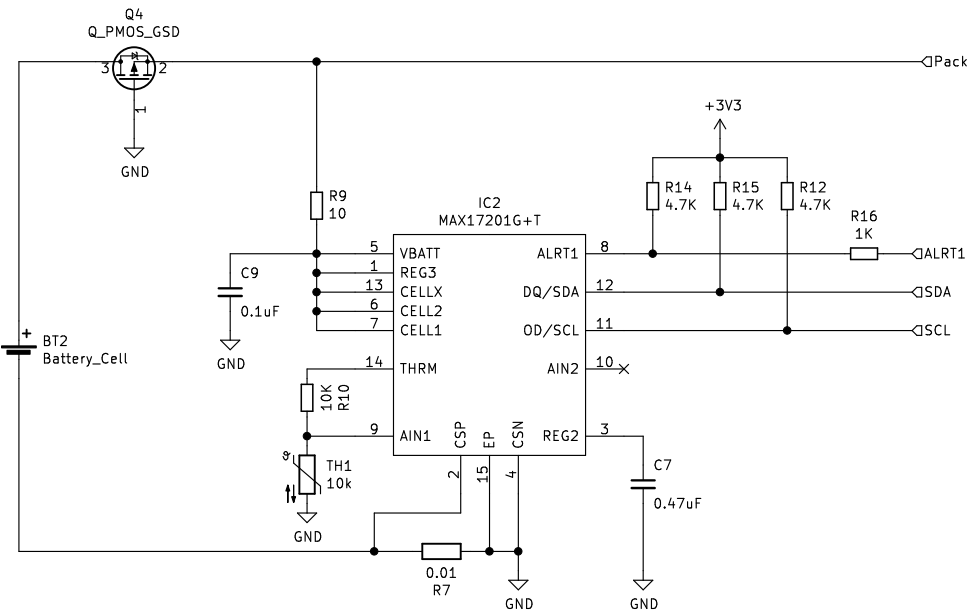 Q4
Q_PMOS_GSD
3
2
1
GND
Pack
+3V3
R14
4.7K
R15
4.7K
R12
4.7K
R16
1K
R9
10
IC2
MAX17201G+T
C9
0.1uF
GND
5
VBATT
1
REG3
13
CELLX
6
CELL2
7
CELL1
14
THRM
9
AIN1
ALRT1
8
ALRT1
DQ/SDA
12
SDA
OD/SCL
11
SCL
AIN2
10
REG2
3
CSP
EP
CSN
2
15
4
+
BT2
Battery_Cell
10K
R10
θ
TH1
10k
GND
C7
0.47uF
0.01
R7
GND
GND